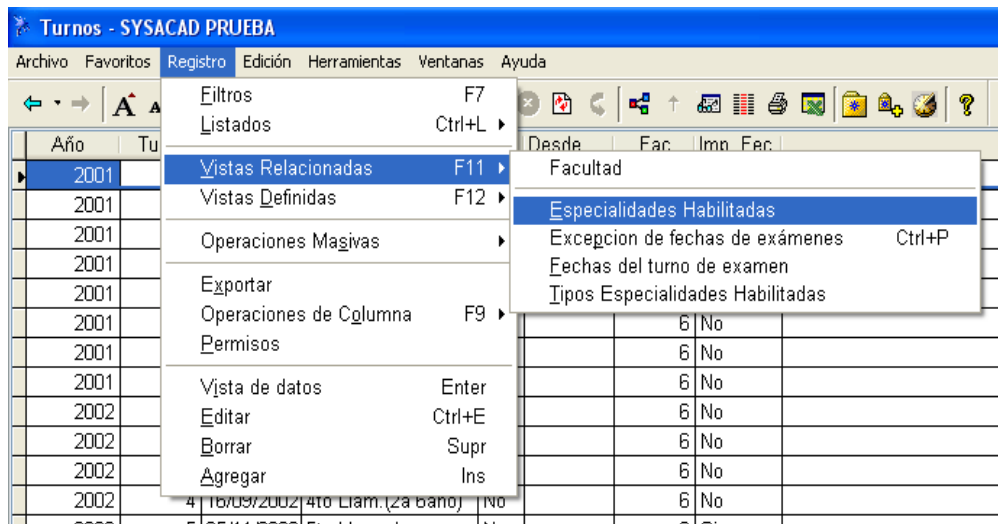 Turnos - SYSACAD PRUEBA
Archivo Favoritos Registro Edición Herramientas Ventanas Ayuda
Filtros F7
Listados Ctrl+L
Vistas Relacionadas F11
Vistas Definidas F12
Operaciones Masivas
Exportar
Operaciones de Columna F9
Permisos
Vista de datos Enter
Editar Ctrl+E
Borrar Supr
Agregar Ins
Facultad
Especialidades Habilitadas
Excepcion de fechas de exámenes Ctrl+P
Fechas del turno de examen
Tipos Especialidades Habilitadas
Año Tu Desde Fac Imp Fec
2001
2001
2001
2001
2001
2001 6 No
2001 6 No
2001 6 No
2002 6 No
2002 6 No
2002 6 No
2002 4 16/09/2002 4to Llam.(2a 6año) No 6 No